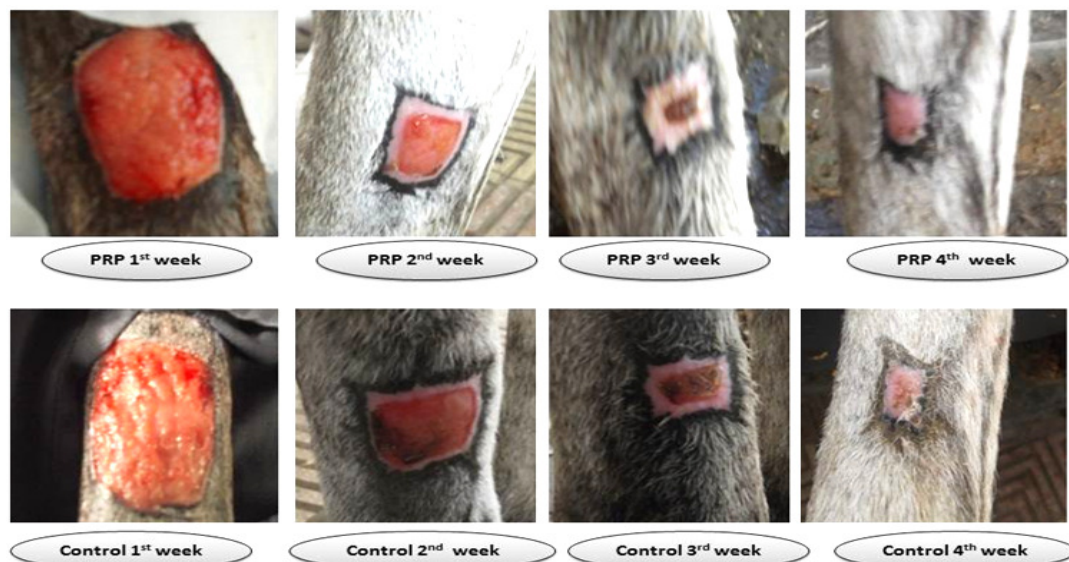 PRP 1st week
PRP 2nd week
PRP 3rd week
PRP 4th week
Control 1st week
Control 2nd week
Control 3rd week
Control 4th week